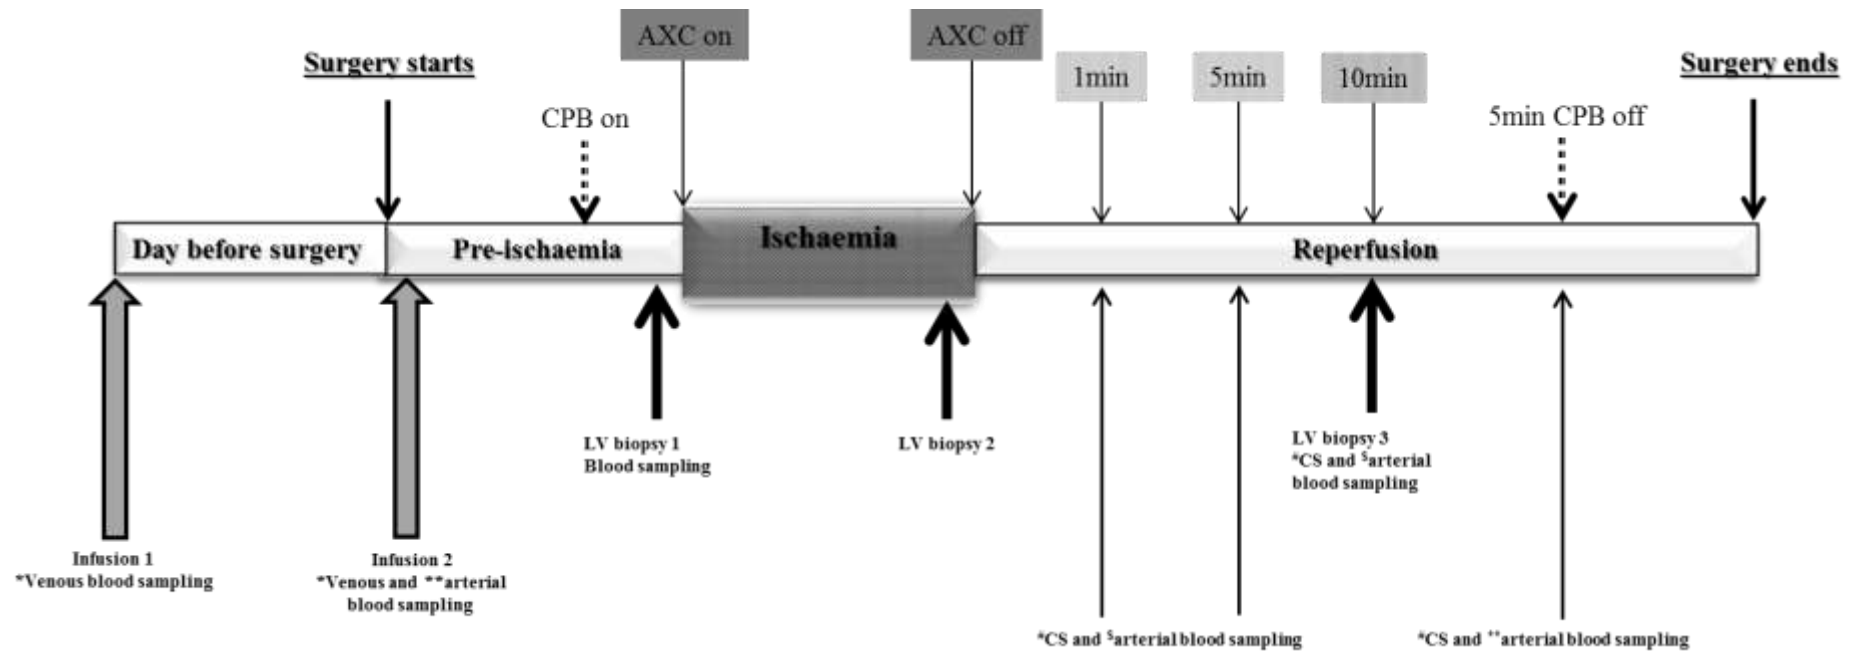 AXC on
AXC off
Surgery starts
1min
5min
10min
Surgery ends
CPB on
5min CPB off
Day before surgery
Pre-ischaemia
Ischaemia
Reperfusion
LV biopsy 1
Blood sampling
LV biopsy 2
LV biopsy 3
#CS and $arterial
blood sampling
Infusion 1
*Venous blood sampling
Infusion 2
*Venous and **arterial
blood sampling
#CS and $arterial blood sampling
#CS and ++arterial blood sampling